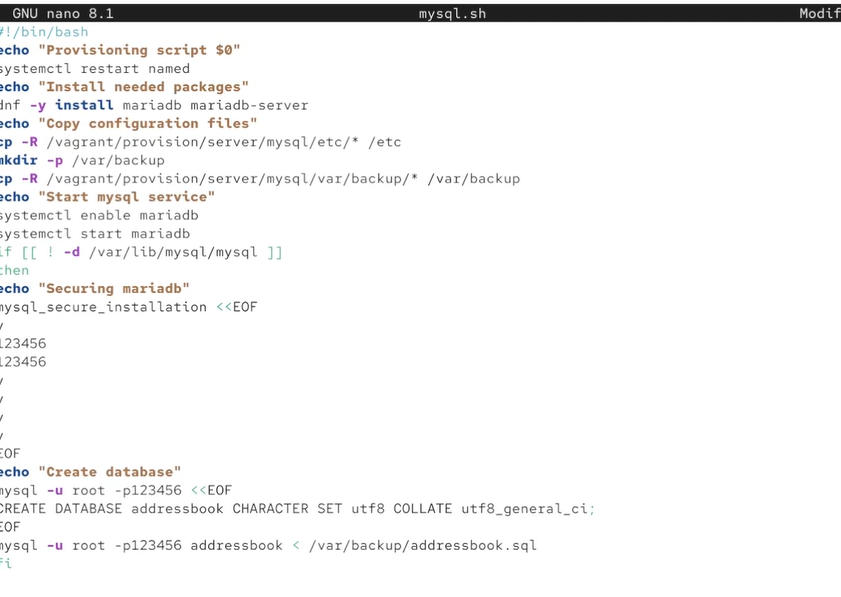 GNU nano 8.1 mysql.sh Modif
#!/bin/bash
echo "Provisioning script $0"
systemctl restart named
echo "Install needed packages"
dnf -y install mariadb mariadb-server
echo "Copy configuration files"
cp -R /vagrant/provision/server/mysql/etc/* /etc
mkdir -p /var/backup
cp -R /vagrant/provision/server/mysql/var/backup/* /var/backup
echo "Start mysql service"
systemctl enable mariadb
systemctl start mariadb
if [[ ! -d /var/lib/mysql/mysql ]]
then
echo "Securing mariadb"
mysql_secure_installation <<EOF
y
123456
123456
y
y
y
y
EOF
echo "Create database"
mysql -u root -p123456 <<EOF
CREATE DATABASE addressbook CHARACTER SET utf8 COLLATE utf8_general_ci;
EOF
mysql -u root -p123456 addressbook < /var/backup/addressbook.sql
fi